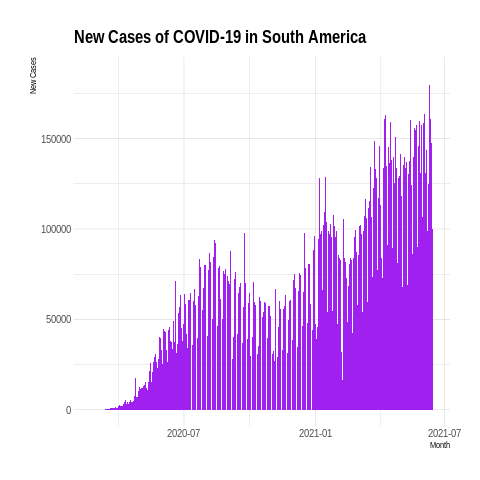 New Cases of COVID-19 in South America
New Cases
150000
100000
50000
0
2020-07
2021-01
2021-07
Month